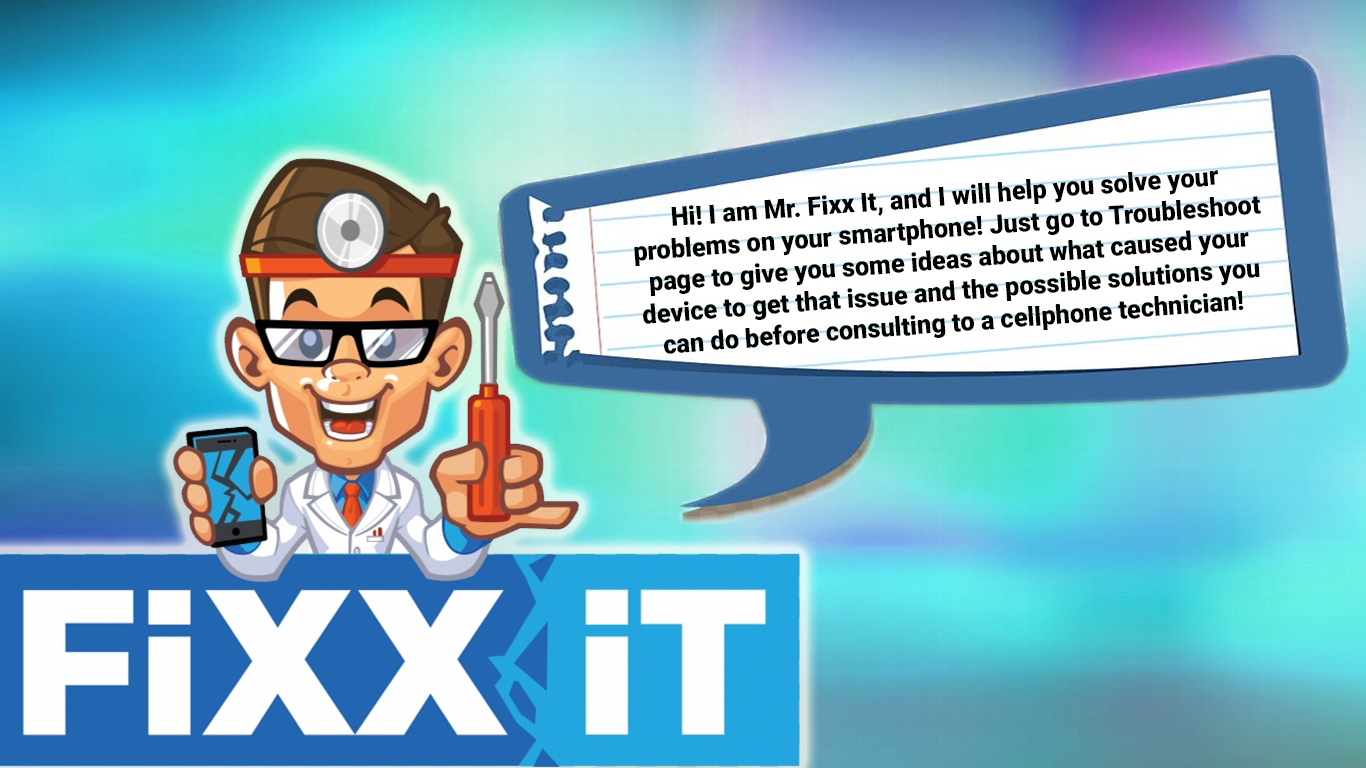 Hi! I am Mr. Fixx It, and I will help you solve your
problems on your smartphone! Just go to Troubleshoot
page to give you some ideas about what caused your
device to get that issue and the possible solutions you
can do before consulting to a cellphone technician!
FiXX iT